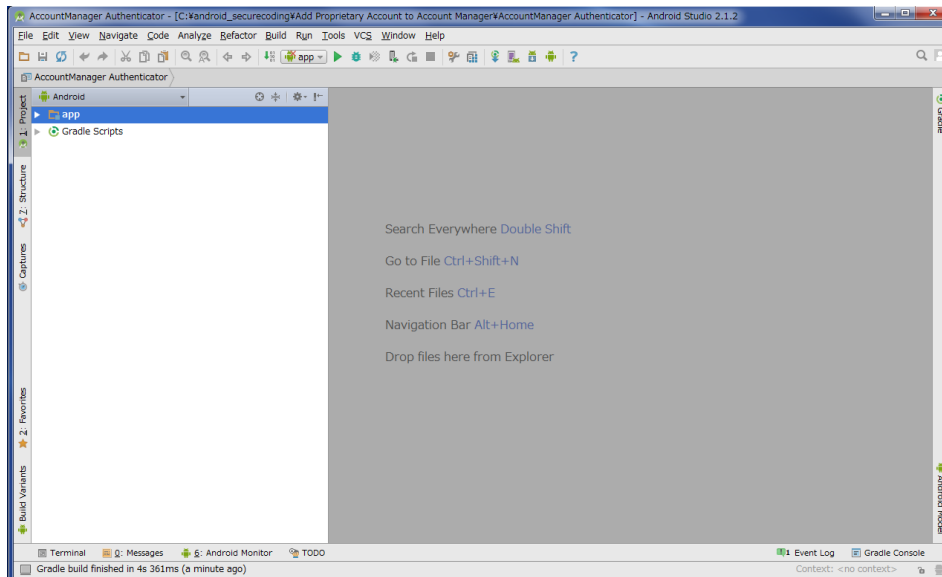 AccountManager Authenticator - [C:¥android_securecoding¥Add Proprietary Account to Account Manager¥AccountManager Authenticator] - Android Studio 2.1.2
File Edit View Navigate Code Analyze Refactor Build Run Tools VCS Window Help
app
AccountManager Authenticator
Android
1: Project
app
Gradle Scripts
Gradle
7: Structure
Captures
Search Everywhere Double Shift
Go to File Ctrl+Shift+N
Recent Files Ctrl+E
Navigation Bar Alt+Home
Drop files here from Explorer
2: Favorites
Build Variants
Android Model
Terminal 0: Messages 6: Android Monitor TODO 1 Event Log Gradle Console
Gradle build finished in 4s 361ms (a minute ago) Context: <no context>